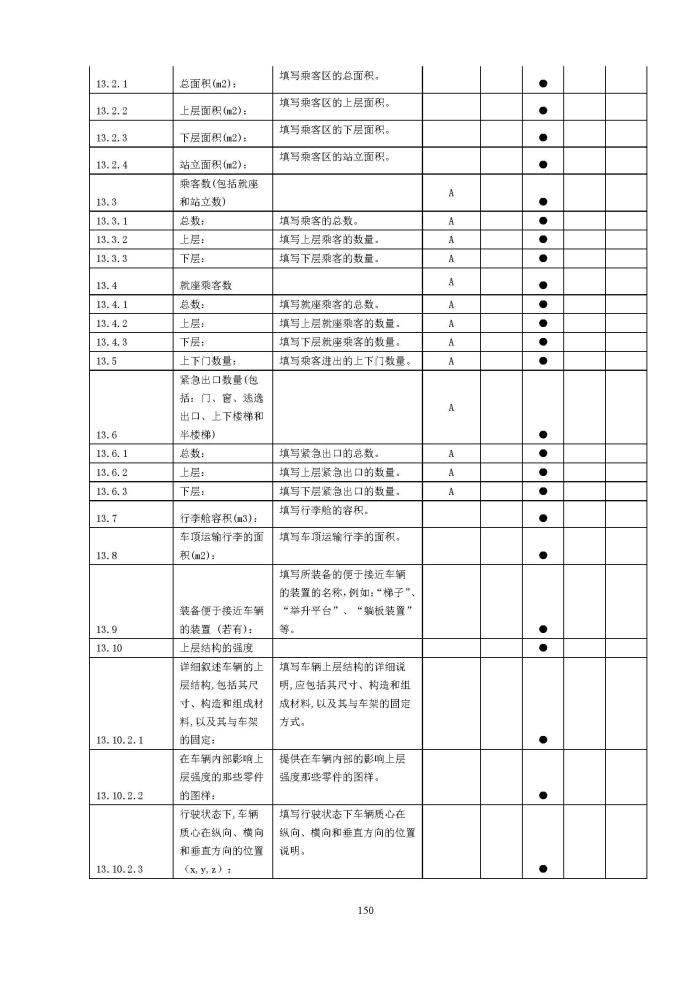 13.2.1 总面积(m2): 填写乘客区的总面积。 ●
13.2.2 上层面积(m2): 填写乘客区的上层面积。 ●
13.2.3 下层面积(m2): 填写乘客区的下层面积。 ●
13.2.4 站立面积(m2): 填写乘客区的站立面积。 ●
乘客数(包括就座
13.3 和站立数) A ●
13.3.1 总数: 填写乘客的总数。 A ●
13.3.2 上层: 填写上层乘客的数量。 A ●
13.3.3 下层: 填写下层乘客的数量。 A ●
13.4 就座乘客数 A ●
13.4.1 总数: 填写就座乘客的总数。 A ●
13.4.2 上层: 填写上层就座乘客的数量。 A ●
13.4.3 下层: 填写下层就座乘客的数量。 A ●
13.5 上下门数量: 填写乘客进出的上下门数量。 A ●
紧急出口数量(包
括:门、窗、逃逸
出口、上下楼梯和
13.6 半楼梯) A ●
13.6.1 总数: 填写紧急出口的总数。 A ●
13.6.2 上层: 填写上层紧急出口的数量。 A ●
13.6.3 下层: 填写下层紧急出口的数量。 A ●
13.7 行李舱容积(m3): 填写行李舱的容积。 ●
车顶运输行李的面 填写车顶运输行李的面积。
13.8 积(m2): ●
填写所装备的便于接近车辆
的装置的名称,例如:“梯子”、
装备便于接近车辆 “举升平台”、“躺板装置”
13.9 的装置(若有): 等。 ●
13.10 上层结构的强度 ●
详细叙述车辆的上 填写车辆上层结构的详细说
层结构,包括其尺 明,应包括其尺寸、构造和组
寸、构造和组成材 成材料,以及其与车架的固定
料,以及其与车架 方式。
13.10.2.1 的固定: ●
在车辆内部影响上 提供在车辆内部的影响上层
层强度的那些零件 强度那些零件的图样。
13.10.2.2 的图样: ●
行驶状态下,车辆 填写行驶状态下车辆质心在
质心在纵向、横向 纵向、横向和垂直方向的位置
和垂直方向的位置 说明。
13.10.2.3 (x,y,z): ●
150